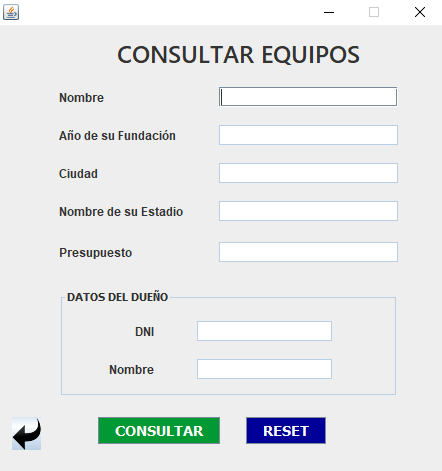 CONSULTAR EQUIPOS
Nombre
Año de su Fundación
Ciudad
Nombre de su Estadio
Presupuesto
DATOS DEL DUEÑO
DNI
Nombre
CONSULTAR
RESET